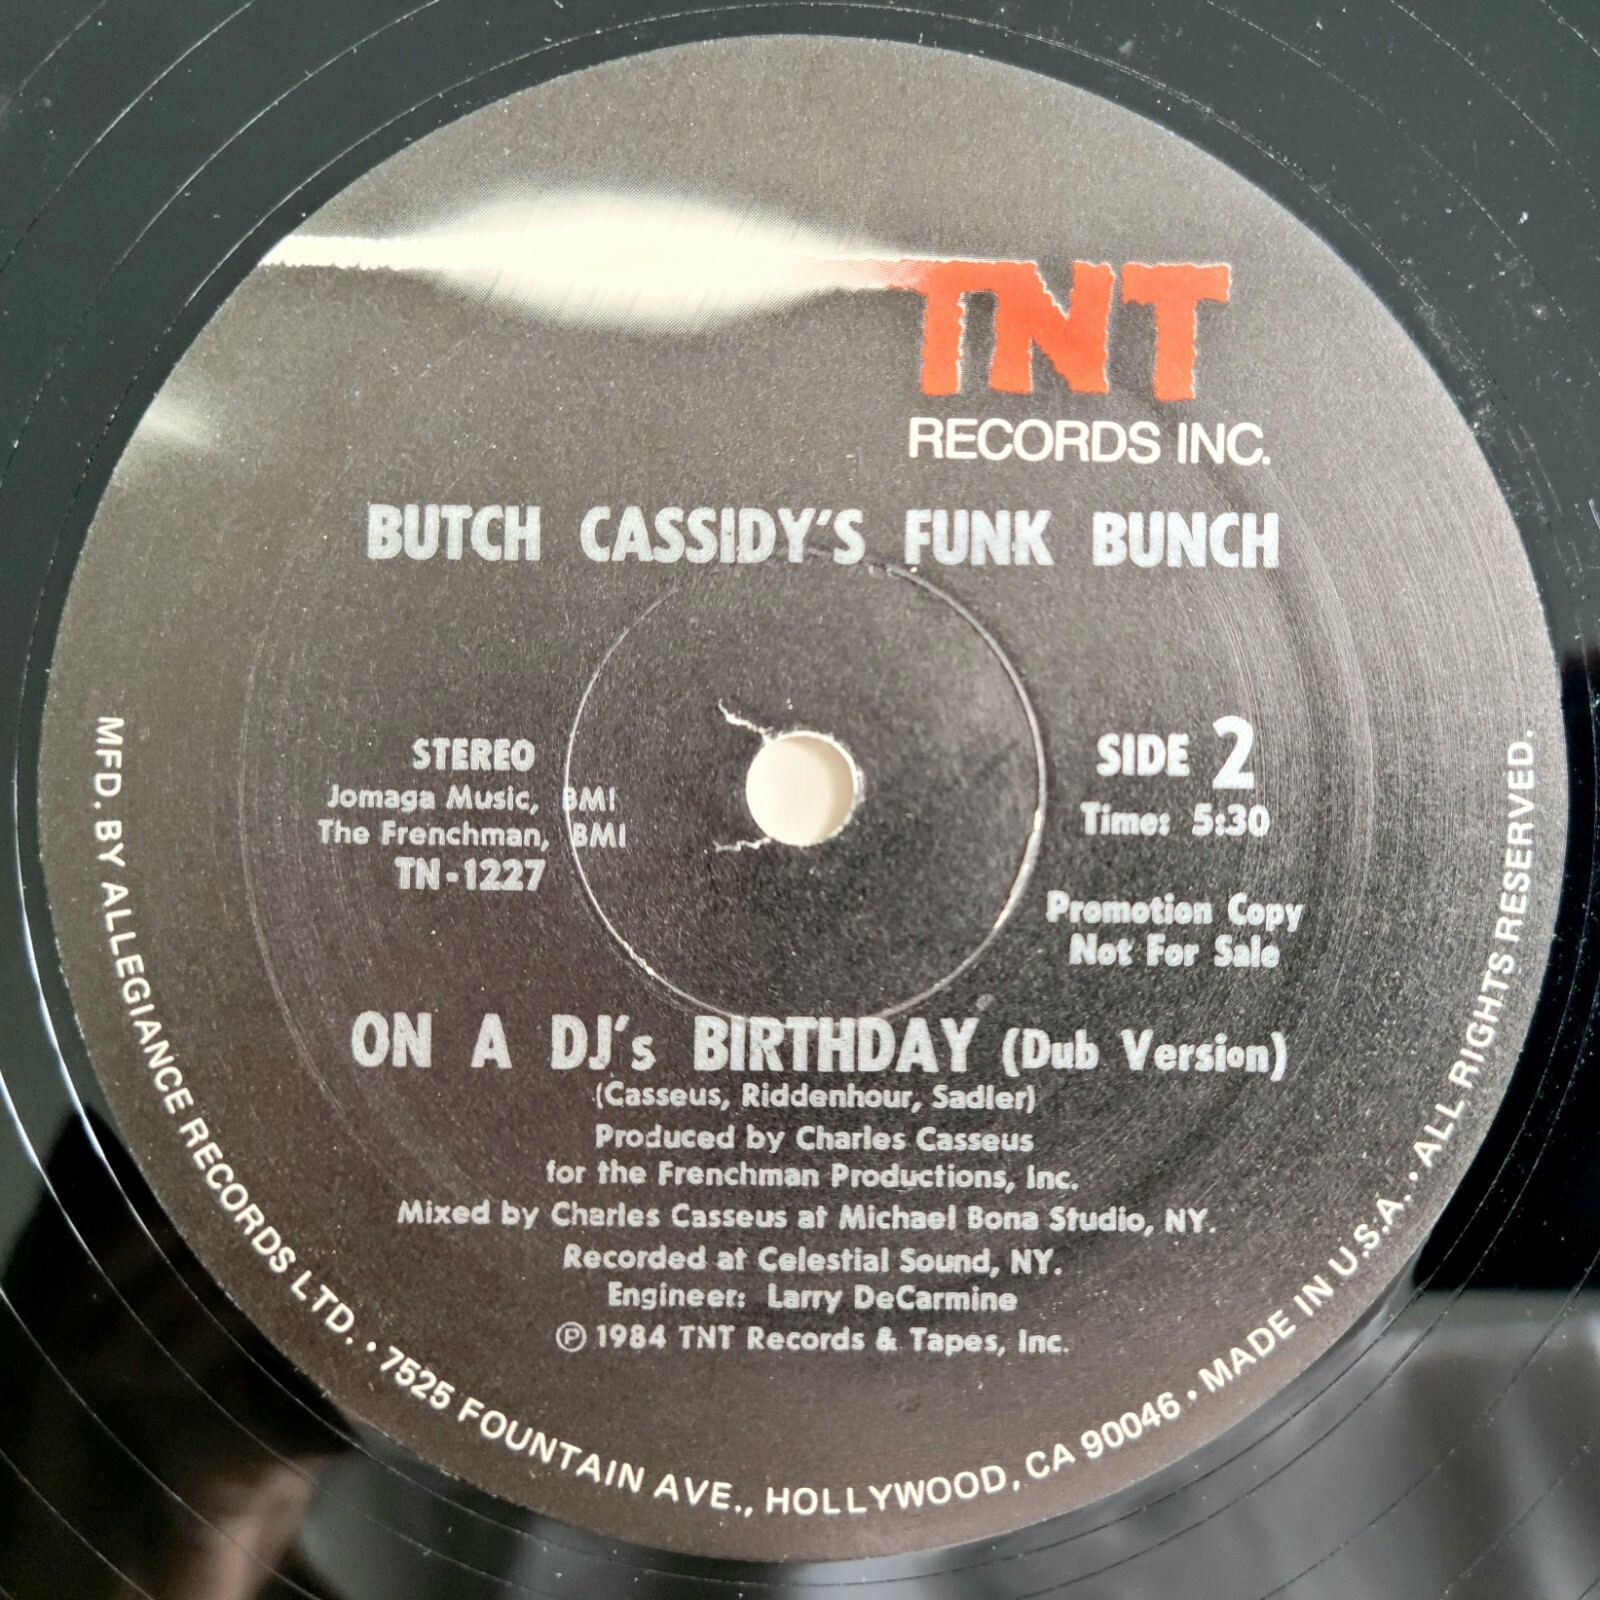 TNT
RECORDS INC.
BUTCH CASSIDY'S FUNK BUNCH
STEREO
Jomaga Music, BMI
The Frenchman, BMI
TN-1227
SIDE 2
Time: 5:30
Promotion Copy
Not For Sale
ON A DJ's BIRTHDAY (Dub Version)
(Casseus, Riddenhour, Sadler)
Produced by Charles Casseus
for the Frenchman Productions, Inc.
Mixed by Charles Casseus at Michael Bona Studio, NY.
Recorded at Celestial Sound, NY.
Engineer: Larry DeCarmine
Ⓟ 1984 TNT Records & Tapes, Inc.
MFD. BY ALLEGIANCE RECORDS LTD. • 7525 FOUNTAIN AVE., HOLLYWOOD, CA 90046 • MADE IN U.S.A. • ALL RIGHTS RESERVED.